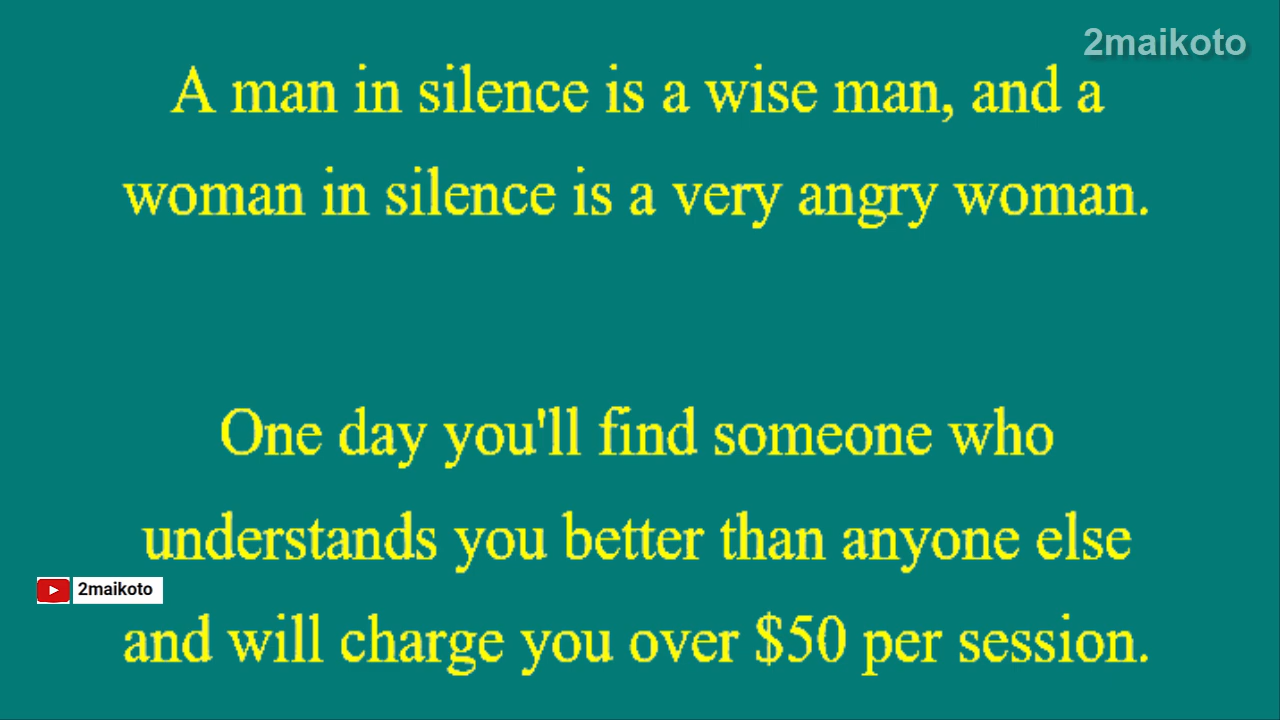 2maikoto
A man in silence is a wise man, and a
woman in silence is a very angry woman.
One day you'll find someone who
understands you better than anyone else
2maikoto
and will charge you over $50 per session.